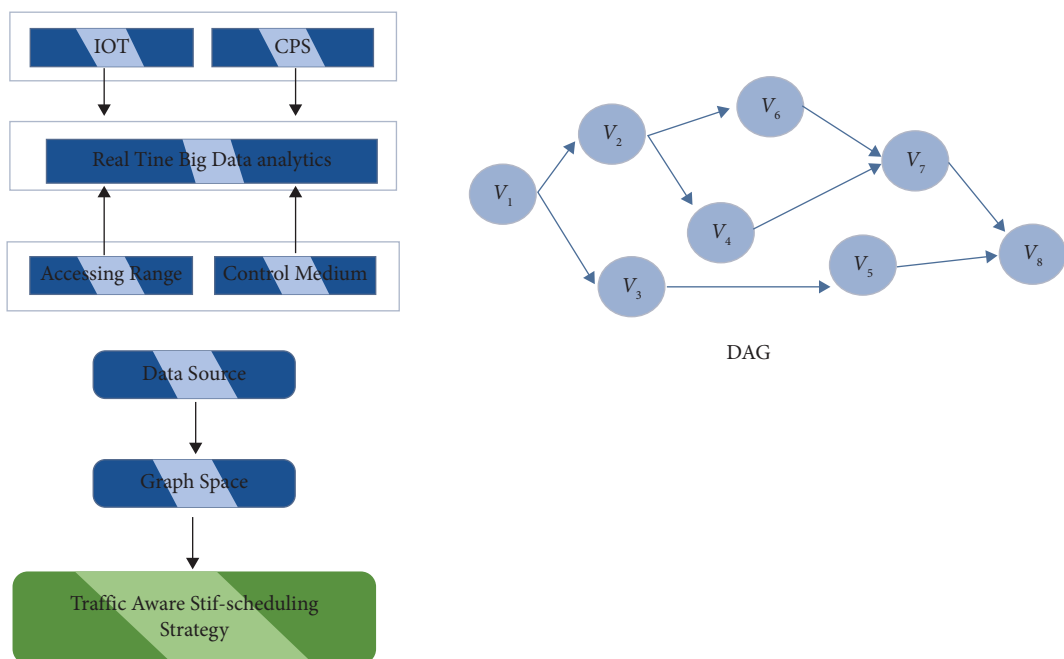 IOT
CPS
Real Tine Big Data analytics
Accessing Range
Control Medium
Data Source
Graph Space
Traffic Aware Stif-scheduling
Strategy
V1
V2
V3
V4
V5
V6
V7
V8
DAG